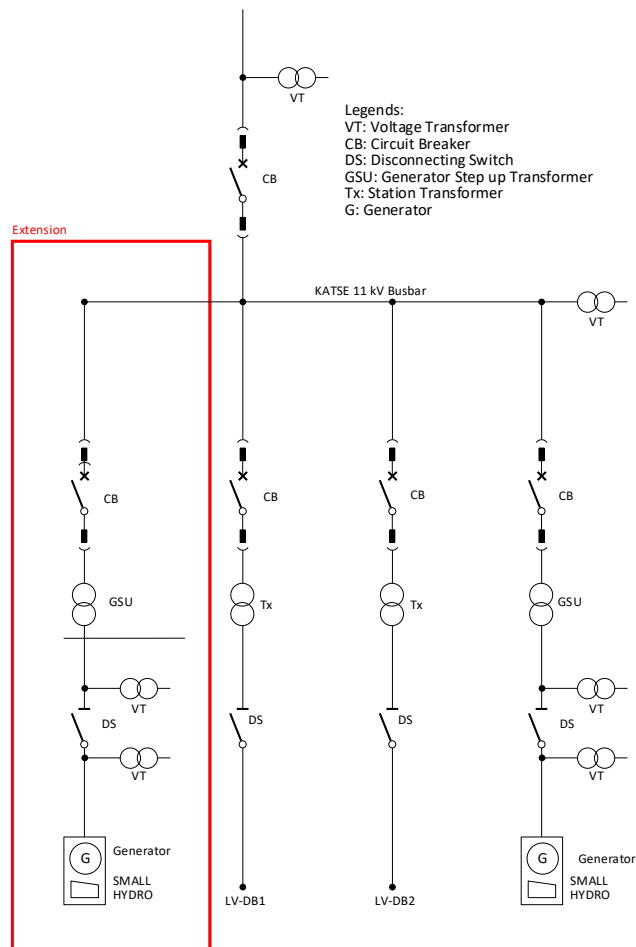 VT
Legends:
VT: Voltage Transformer
CB: Circuit Breaker
DS: Disconnecting Switch
GSU: Generator Step up Transformer
Tx: Station Transformer
G: Generator
CB
Extension
KATSE 11 kV Busbar
VT
CB
CB
CB
CB
GSU
Tx
Tx
GSU
VT
VT
DS
DS
DS
DS
VT
VT
G
Generator
SMALL
HYDRO
G
Generator
SMALL
HYDRO
LV-DB1
LV-DB2